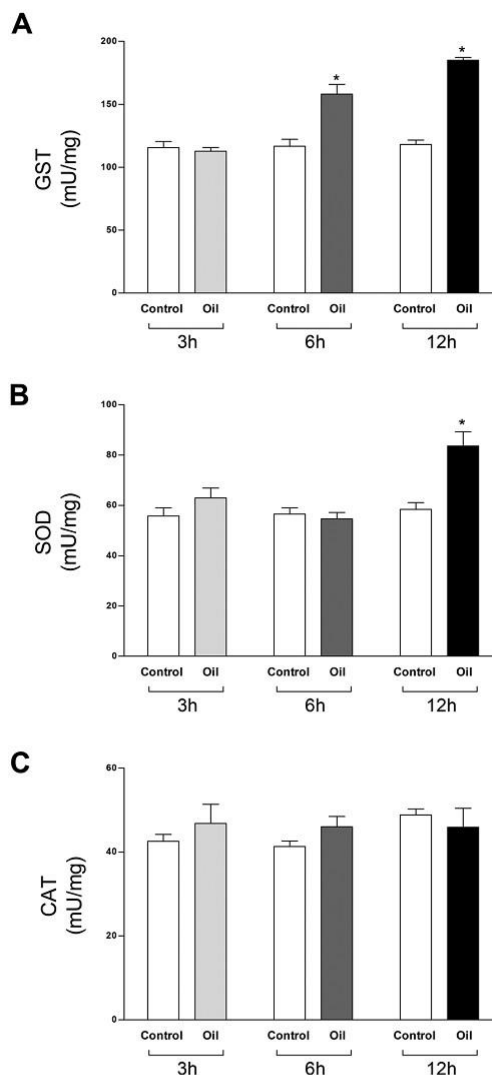 A
GST
(mU/mg)
200
150
100
50
0
*
*
Control Oil Control Oil Control Oil
3h 6h 12h
B
SOD
(mU/mg)
100
80
60
40
20
0
*
Control Oil Control Oil Control Oil
3h 6h 12h
C
CAT
(mU/mg)
60
40
20
0
Control Oil Control Oil Control Oil
3h 6h 12h